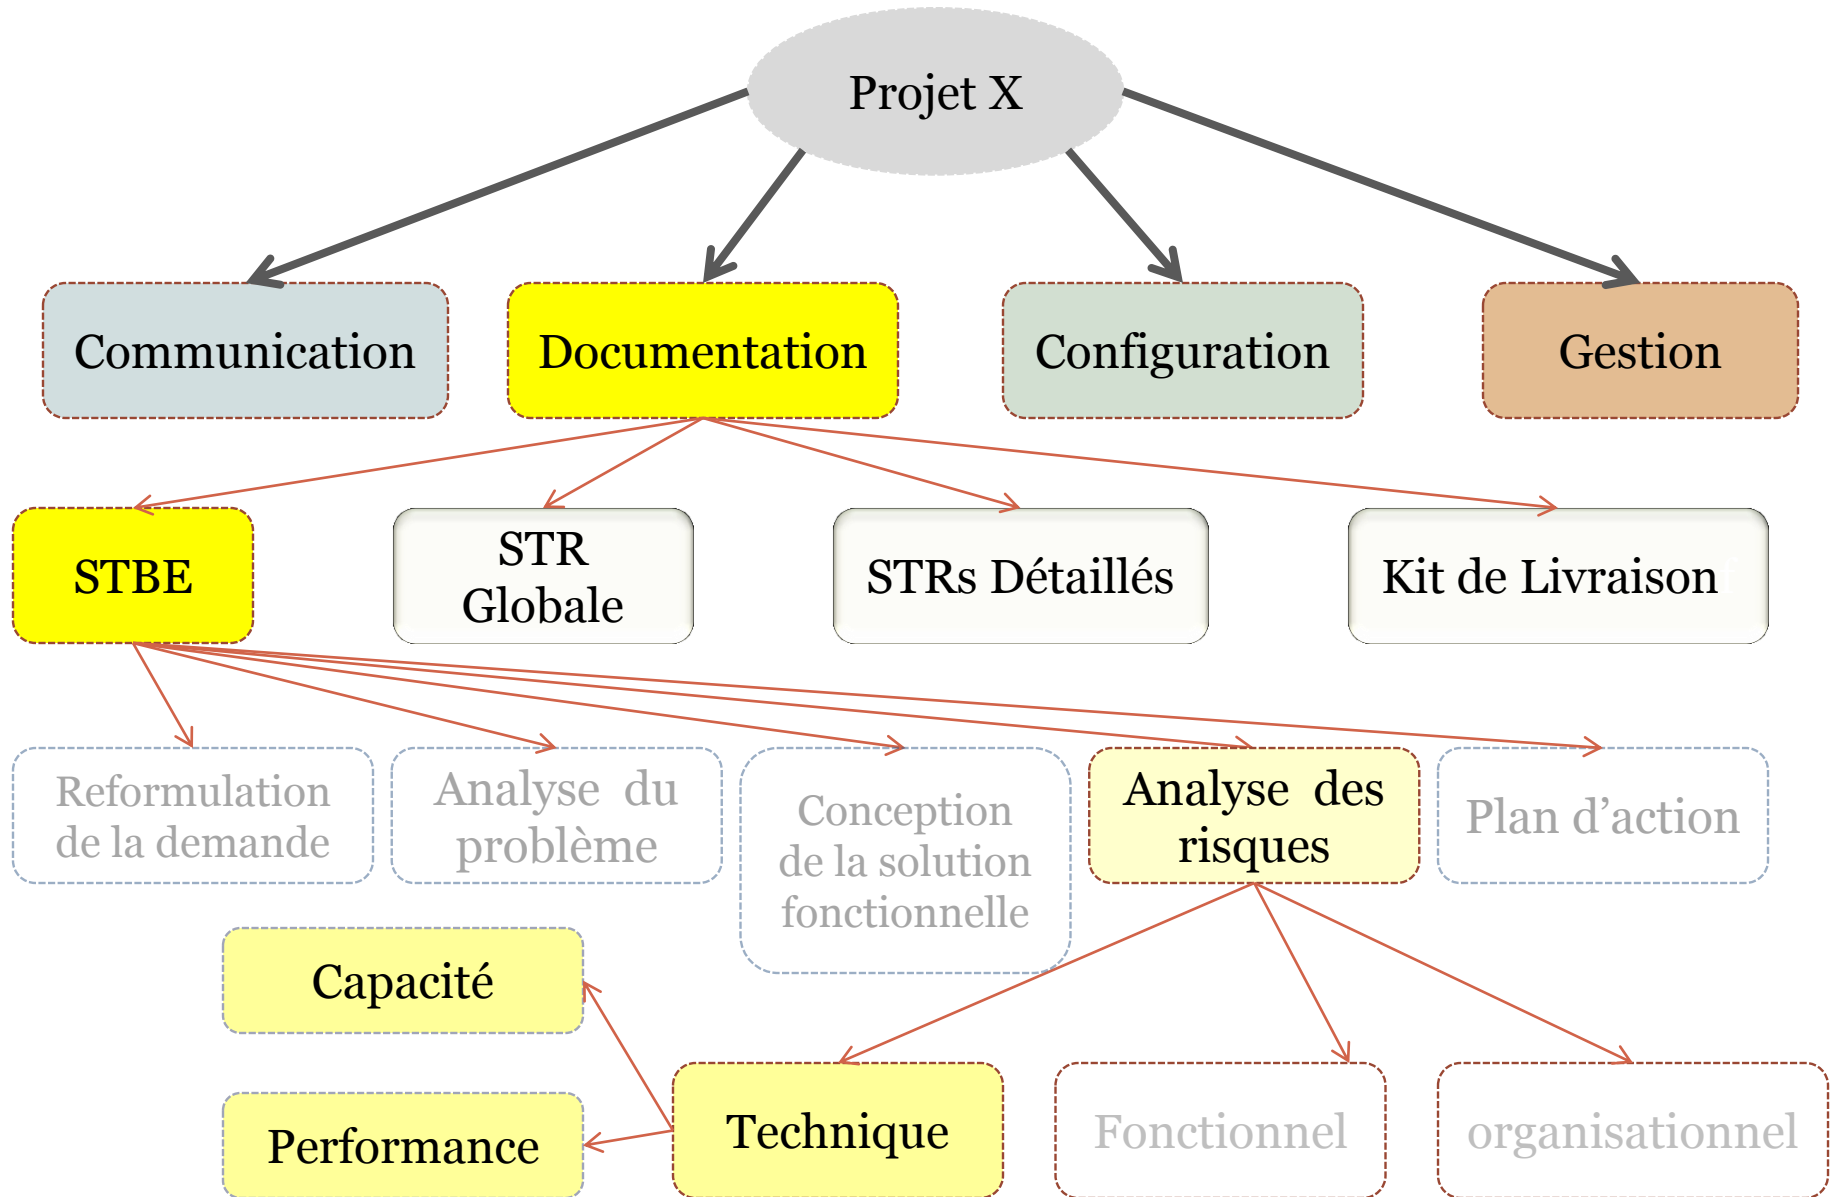 Projet X
Communication
Documentation
Configuration
Gestion
STBE
STR
Globale
STRs Détaillés
Kit de Livraison
Reformulation
de la demande
Analyse du
problème
Conception
de la solution
fonctionnelle
Analyse des
risques
Plan d’action
Capacité
Performance
Technique
Fonctionnel
organisationnel